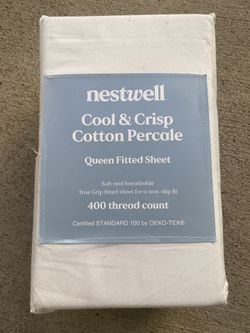 nestwell
Cool & Crisp
Cotton Percale
Queen Fitted Sheet
Soft and breathable
True Grip fitted sheet for a non-slip fit
400 thread count
Certified STANDARD 100 by OEKO-TEX®